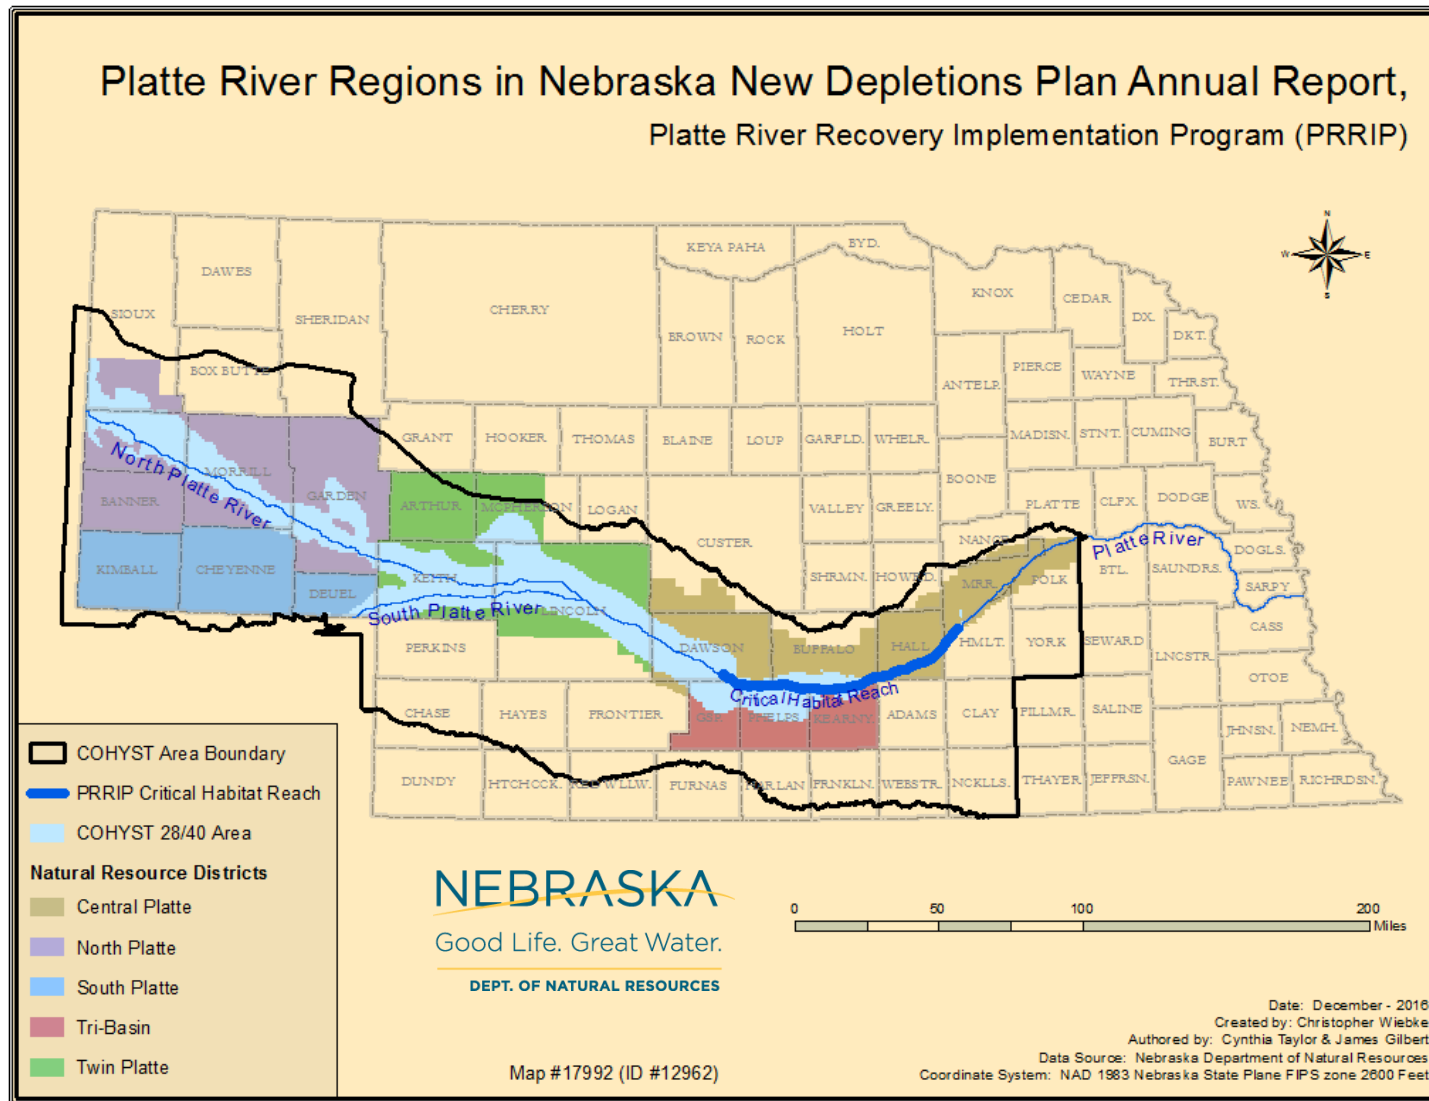 Platte River Regions in Nebraska New Depletions Plan Annual Report,
Platte River Recovery Implementation Program (PRRIP)
N
W E
S
KEYA PAHA
BYD.
DAWES
SIOUX
SHERIDAN
CHERRY
BROWN
ROCK
HOLT
KNOX
CEDAR
DX.
DKT.
BOX BUTTE
ANTELP.
PIERCE
WAYNE
THRST.
GRANT
HOOKER
THOMAS
BLAINE
LOUP
GARFLD.
WHELR.
MADISN.
STNT.
CUMING
BURT
North Platte River
MORRILL
BANNER
GARDEN
ARTHUR
MCPHERSON
LOGAN
CUSTER
VALLEY
GREELY.
BOONE
PLATTE
CLFX.
DODGE
WS.
NANCE
Platte River
DOGLS.
KIMBALL
CHEYENNE
DEUEL
KEITH
LINCOLN
South Platte River
SHRMN.
HOWRD.
MRR.
POLK
BTL.
SAUNDRS.
SARPY
CASS
PERKINS
DAWSON
BUFFALO
HALL
HMLT.
YORK
SEWARD
LNCSTR.
OTOE
Critical Habitat Reach
CHASE
HAYES
FRONTIER
GSP.
PHELPS
KEARNY.
ADAMS
CLAY
FILLMR.
SALINE
JHNSN.
NEMH.
DUNDY
HTCHCCK.
RED WLLW.
FURNAS
HARLAN
FRNKLN.
WEBSTR.
NCKLLS.
THAYER
JEFFRSN.
GAGE
PAWNEE
RICHRDSN.
COHYST Area Boundary
PRRIP Critical Habitat Reach
COHYST 28/40 Area
Natural Resource Districts
Central Platte
North Platte
South Platte
Tri-Basin
Twin Platte
NEBRASKA
Good Life. Great Water.
DEPT. OF NATURAL RESOURCES
0 50 100 200
Miles
Map #17992 (ID #12962)
Date: December - 2016
Created by: Christopher Wiebke
Authored by: Cynthia Taylor & James Gilbert
Data Source: Nebraska Department of Natural Resources
Coordinate System: NAD 1983 Nebraska State Plane FIPS zone 2600 Feet